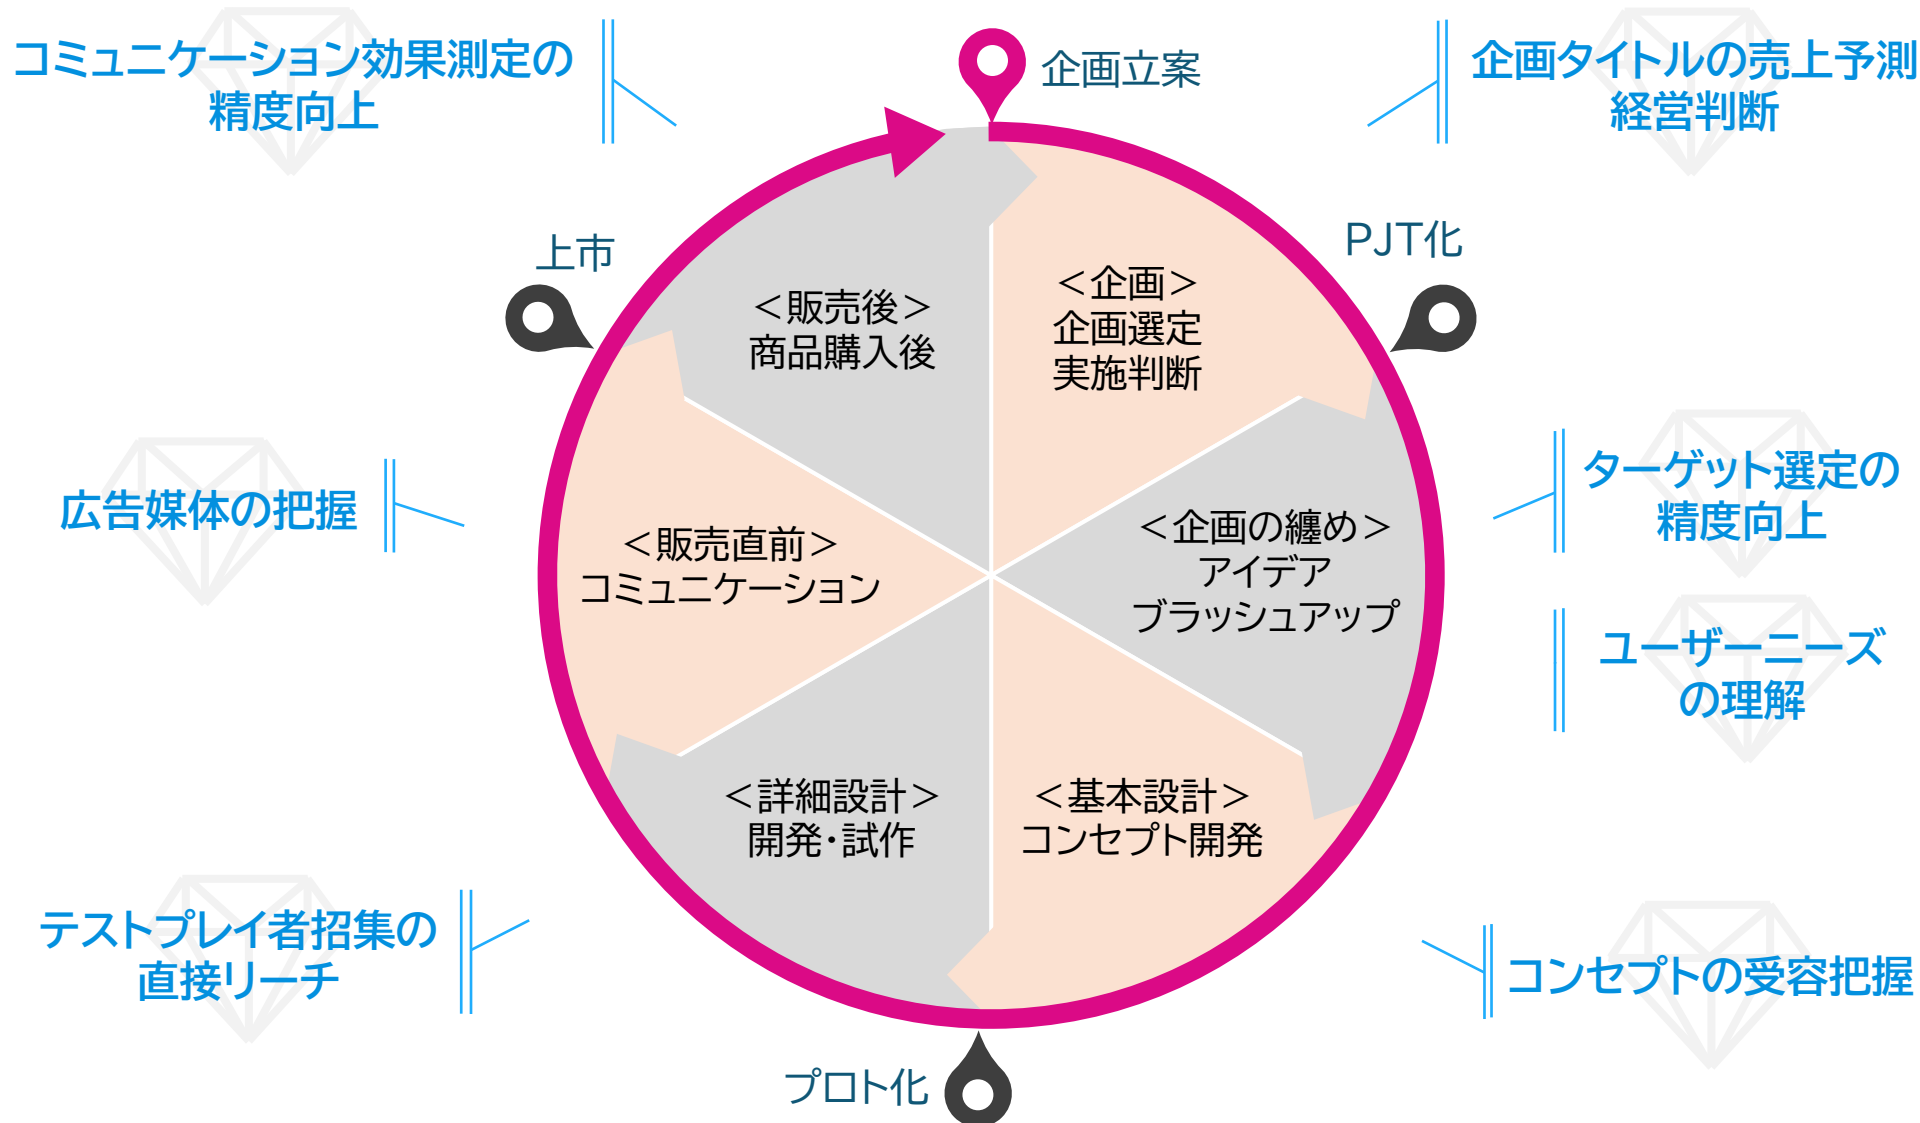 コミュニケーション効果測定の
精度向上
企画立案
企画タイトルの売上予測
経営判断
上市
PJT化
＜販売後＞
商品購入後
＜企画＞
企画選定
実施判断
広告媒体の把握
ターゲット選定の
精度向上
＜販売直前＞
コミュニケーション
＜企画の纏め＞
アイデア
ブラッシュアップ
ユーザーニーズ
の理解
＜詳細設計＞
開発・試作
＜基本設計＞
コンセプト開発
テストプレイ者招集の
直接リーチ
コンセプトの受容把握
プロト化